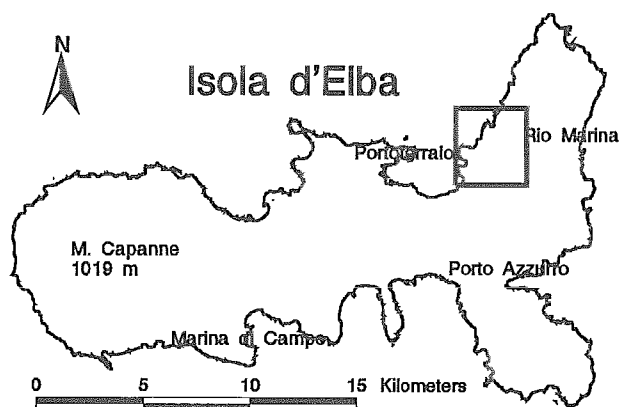 N
Isola d'Elba
Rio Marina
Portoferraio
M. Capanne
1019 m
Porto Azzurro
Marina di Campo
0 5 10 15 Kilometers